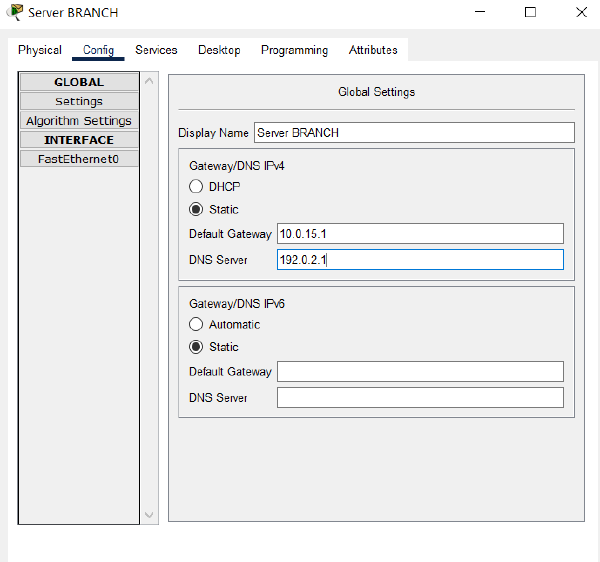 Server BRANCH
Physical Config Services Desktop Programming Attributes
GLOBAL
Settings
Algorithm Settings
INTERFACE
FastEthernet0
Global Settings
Display Name Server BRANCH
Gateway/DNS IPv4
DHCP
Static
Default Gateway 10.0.15.1
DNS Server 192.0.2.1
Gateway/DNS IPv6
Automatic
Static
Default Gateway
DNS Server